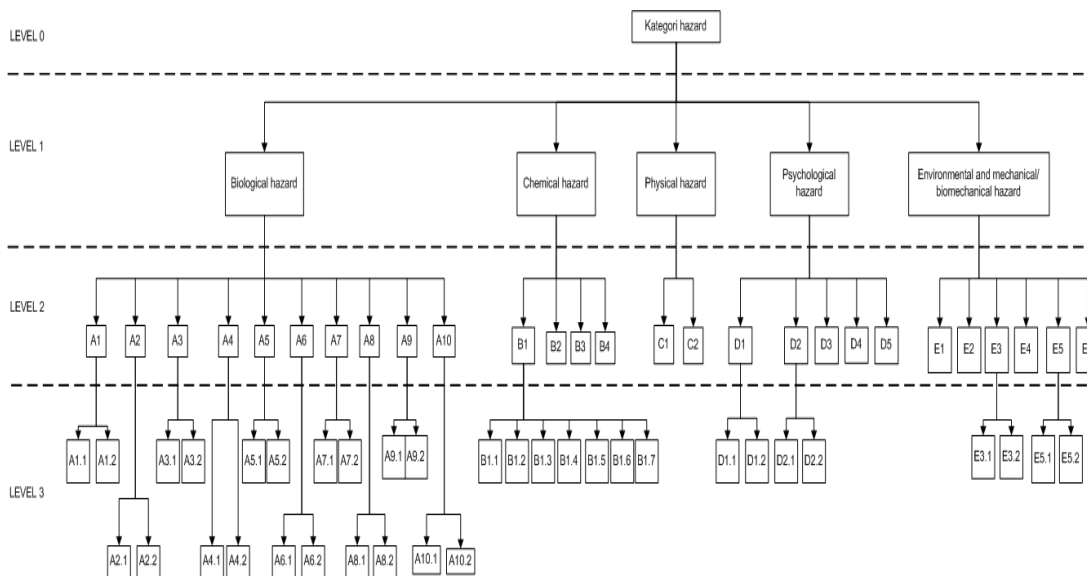 LEVEL 0
Kategori hazard
LEVEL 1
Biological hazard
Chemical hazard
Physical hazard
Psychological
hazard
Environmental and mechanical/
biomechanical hazard
LEVEL 2
A1
A2
A3
A4
A5
A6
A7
A8
A9
A10
B1
B2
B3
B4
C1
C2
D1
D2
D3
D4
D5
E1
E2
E3
E4
E5
E
LEVEL 3
A1.1
A1.2
A3.1
A3.2
A5.1
A5.2
A7.1
A7.2
A9.1
A9.2
B1.1
B1.2
B1.3
B1.4
B1.5
B1.6
B1.7
D1.1
D1.2
D2.1
D2.2
E3.1
E3.2
E5.1
E5.2
A2.1
A2.2
A4.1
A4.2
A6.1
A6.2
A8.1
A8.2
A10.1
A10.2